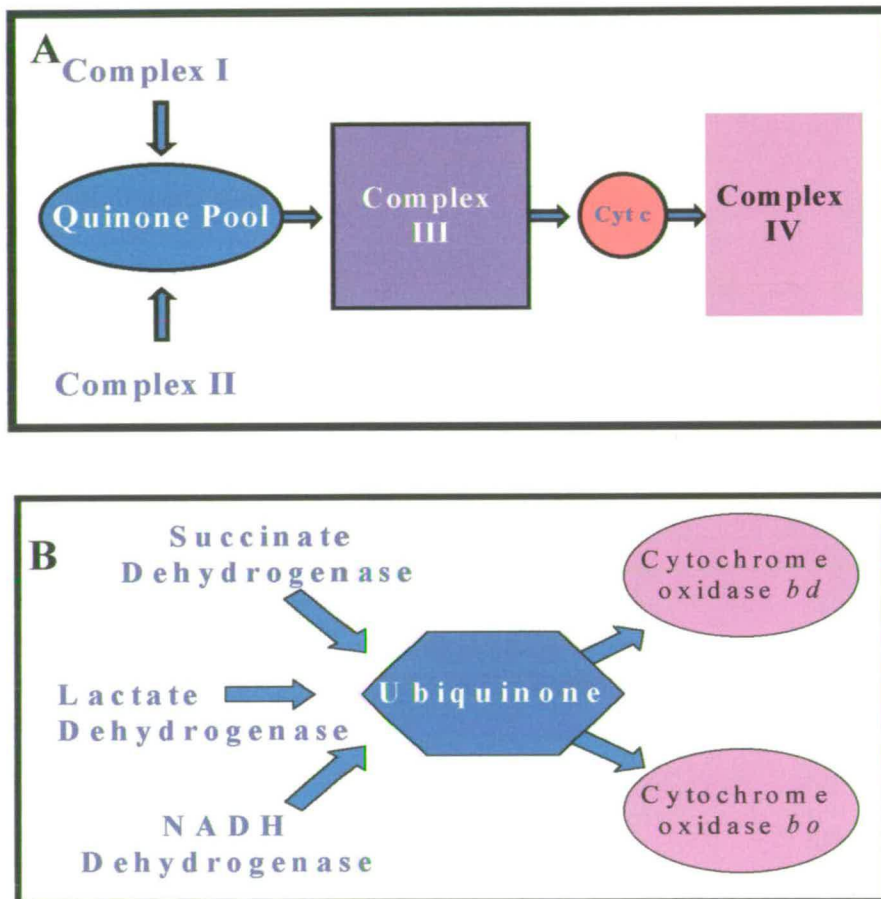 A
Complex I
Quinone Pool
Complex
III
Cyt c
Complex
IV
Complex II
B
Succinate
Dehydrogenase
Lactate
Dehydrogenase
NADH
Dehydrogenase
Ubiquinone
Cytochrome
oxidase bd
Cytochrome
oxidase bo